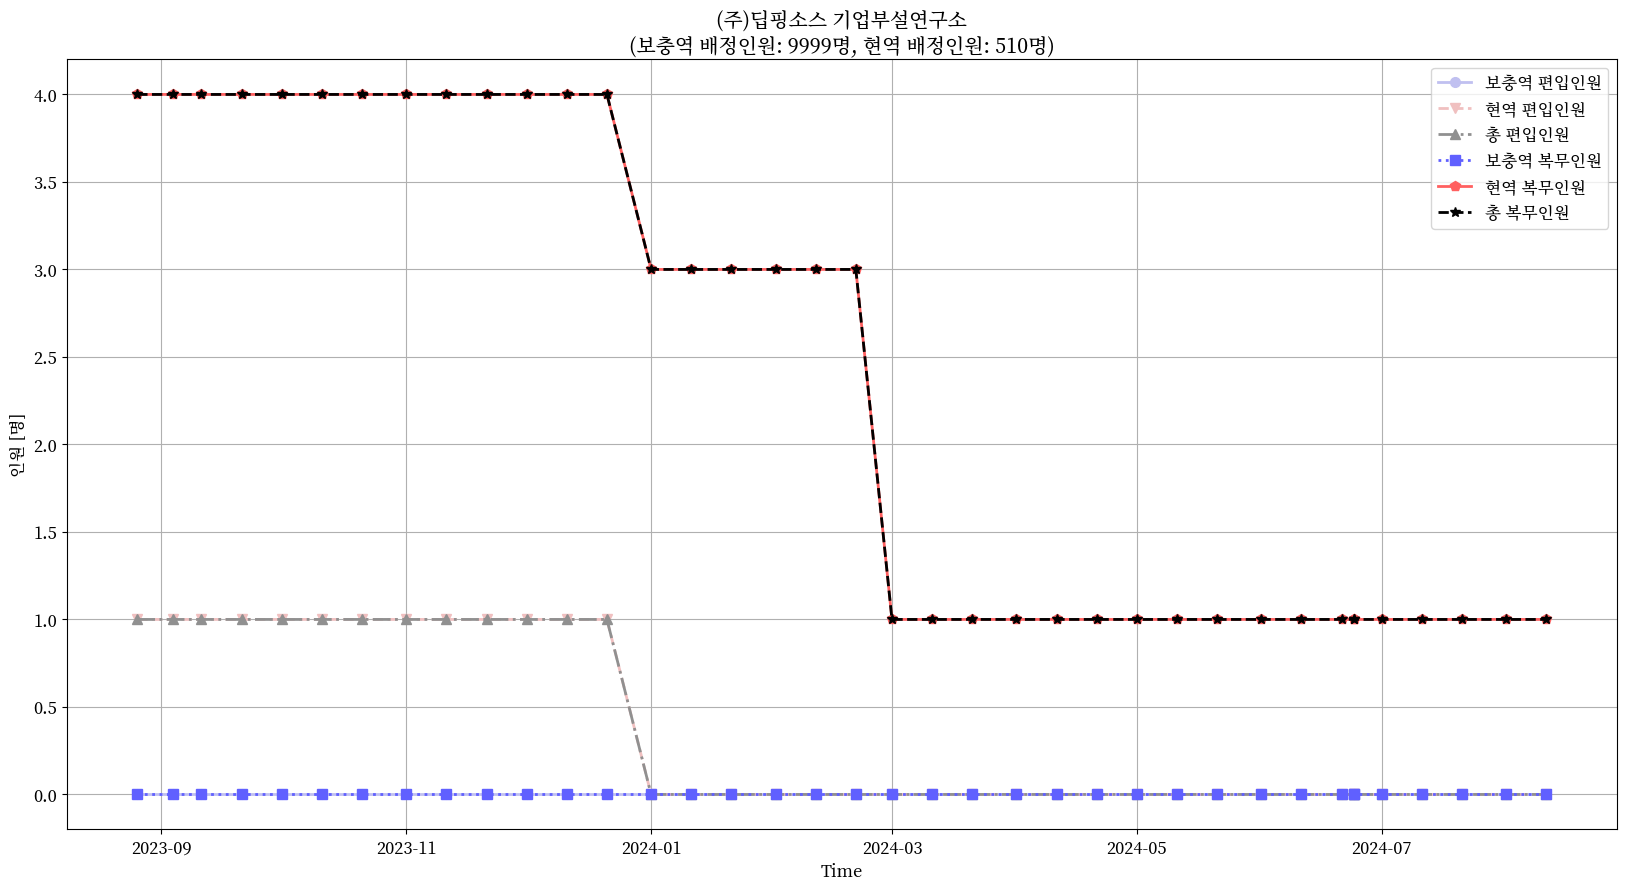 (주)딥핑소스 기업부설연구소
(보충역 배정인원: 9999명, 현역 배정인원: 510명)
보충역 편입인원
현역 편입인원
총 편입인원
보충역 복무인원
현역 복무인원
총 복무인원
인원 [명]
4.0
3.5
3.0
2.5
2.0
1.5
1.0
0.5
0.0
2023-09
2023-11
2024-01
2024-03
2024-05
2024-07
Time